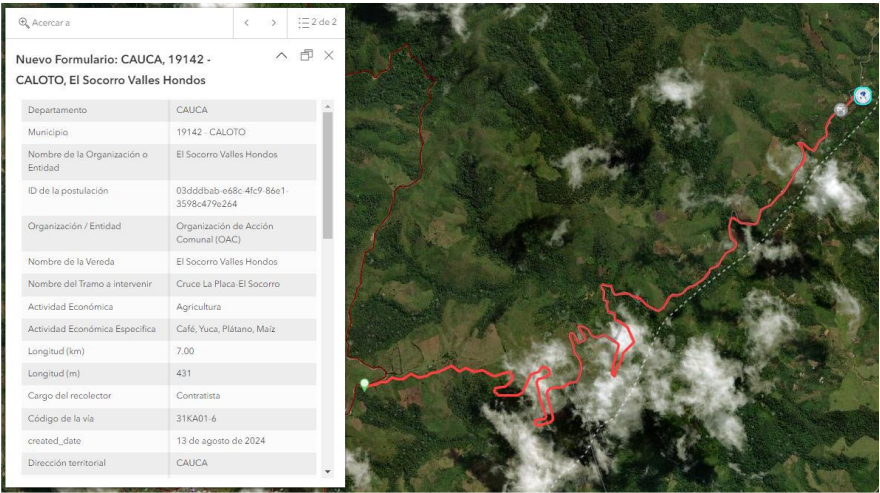 Acercar a
2 de 2
Nuevo Formulario: CAUCA, 19142 -
CALOTO, El Socorro Valles Hondos
Departamento CAUCA
Municipio 19142 - CALOTO
Nombre de la Organización o El Socorro Valles Hondos
Entidad
ID de la postulación 03dddbab-e68c-4fc9-86e1-
3598c479e264
Organización / Entidad Organización de Acción
Comunal (OAC)
Nombre de la Vereda El Socorro Valles Hondos
Nombre del Tramo a intervenir Cruce La Placa-El Socorro
Actividad Económica Agricultura
Actividad Económica Específica Café, Yuca, Plátano, Maíz
Longitud (km) 7.00
Longitud (m) 431
Cargo del recolector Contratista
Código de la vía 31KA01-6
created_date 13 de agosto de 2024
Dirección territorial CAUCA